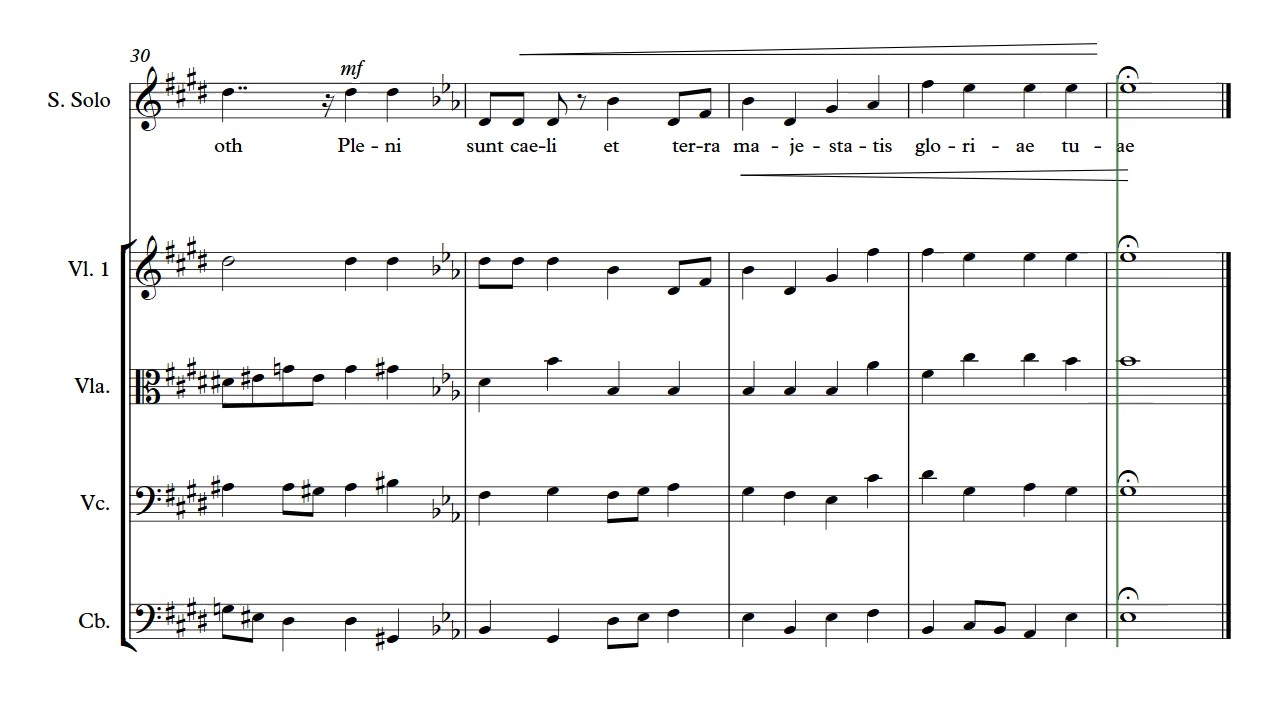 30
mf
S. Solo
oth Ple - ni sunt cae-li et ter-ra ma - je - sta - tis glo - ri - ae tu - ae
Vl. 1
Vla.
Vc.
Cb.